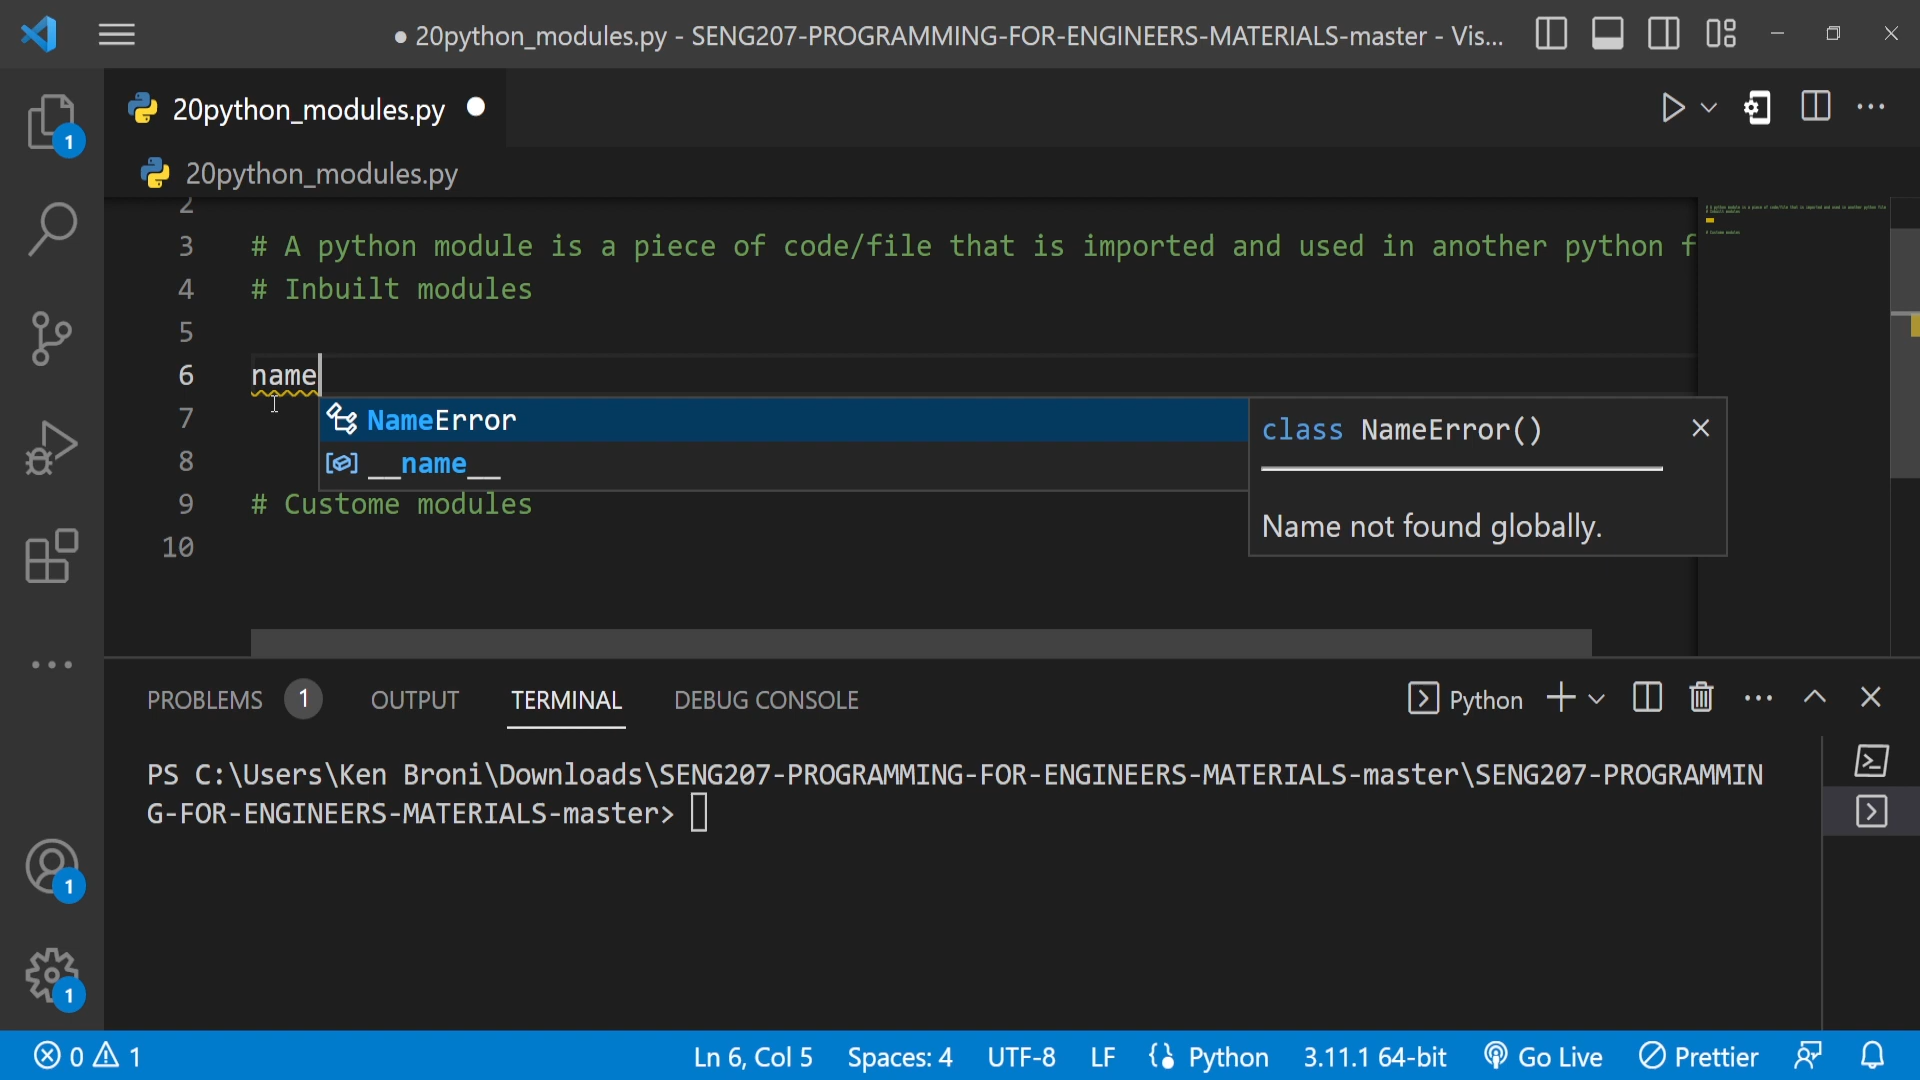 ● 20python_modules.py - SENG207-PROGRAMMING-FOR-ENGINEERS-MATERIALS-master - Vis...
1
20python_modules.py
20python_modules.py
2
3 # A python module is a piece of code/file that is imported and used in another python f
4 # Inbuilt modules
5
6 name
7 NameError
8 __name__
class NameError()
Name not found globally.
9 # Custome modules
10
PROBLEMS 1 OUTPUT TERMINAL DEBUG CONSOLE Python
PS C:\Users\Ken Broni\Downloads\SENG207-PROGRAMMING-FOR-ENGINEERS-MATERIALS-master\SENG207-PROGRAMMIN
G-FOR-ENGINEERS-MATERIALS-master>
1
1
0 1 Ln 6, Col 5 Spaces: 4 UTF-8 LF Python 3.11.1 64-bit Go Live Prettier